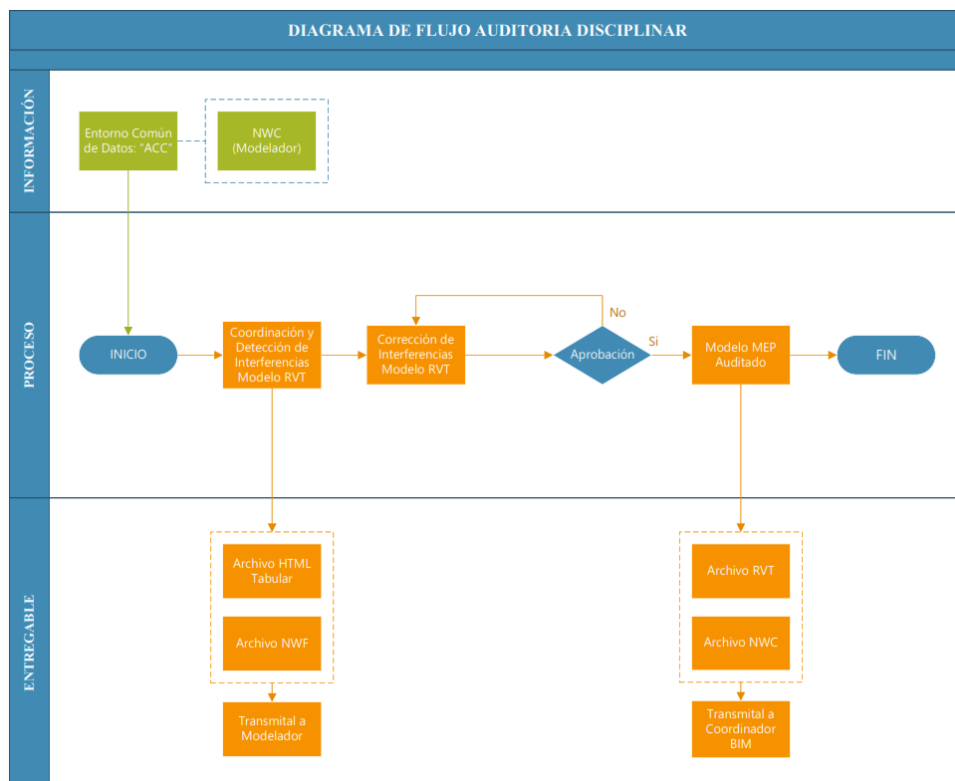 DIAGRAMA DE FLUJO AUDITORIA DISCIPLINAR
INFORMACIÓN
Entorno Común
de Datos: "ACC"
NWC
(Modelador)
PROCESO
INICIO
Coordinación y
Detección de
Interferencias
Modelo RVT
Corrección de
Interferencias
Modelo RVT
No
Aprobación
Si
Modelo MEP
Auditado
FIN
ENTREGABLE
Archivo HTML
Tabular
Archivo NWF
Transmital a
Modelador
Archivo RVT
Archivo NWC
Transmital a
Coordinador
BIM